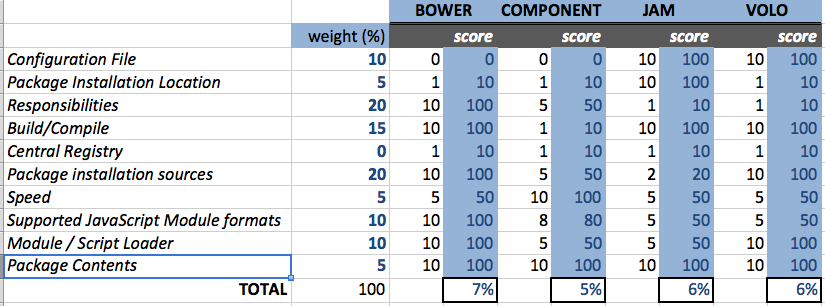 BOWER COMPONENT JAM VOLO
weight (%) score score score score
Configuration File 10 0 0 0 0 10 100 10 100
Package Installation Location 5 1 10 1 10 1 10 1 10
Responsibilities 20 10 100 5 50 1 10 1 10
Build/Compile 15 10 100 1 10 10 100 10 100
Central Registry 0 1 10 1 10 1 10 1 10
Package installation sources 20 10 100 5 50 2 20 10 100
Speed 5 5 50 10 100 5 50 5 50
Supported JavaScript Module formats 10 10 100 8 80 5 50 5 50
Module / Script Loader 10 10 100 5 50 5 50 10 100
Package Contents 5 10 100 10 100 10 100 10 100
TOTAL 100 7% 5% 6% 6%